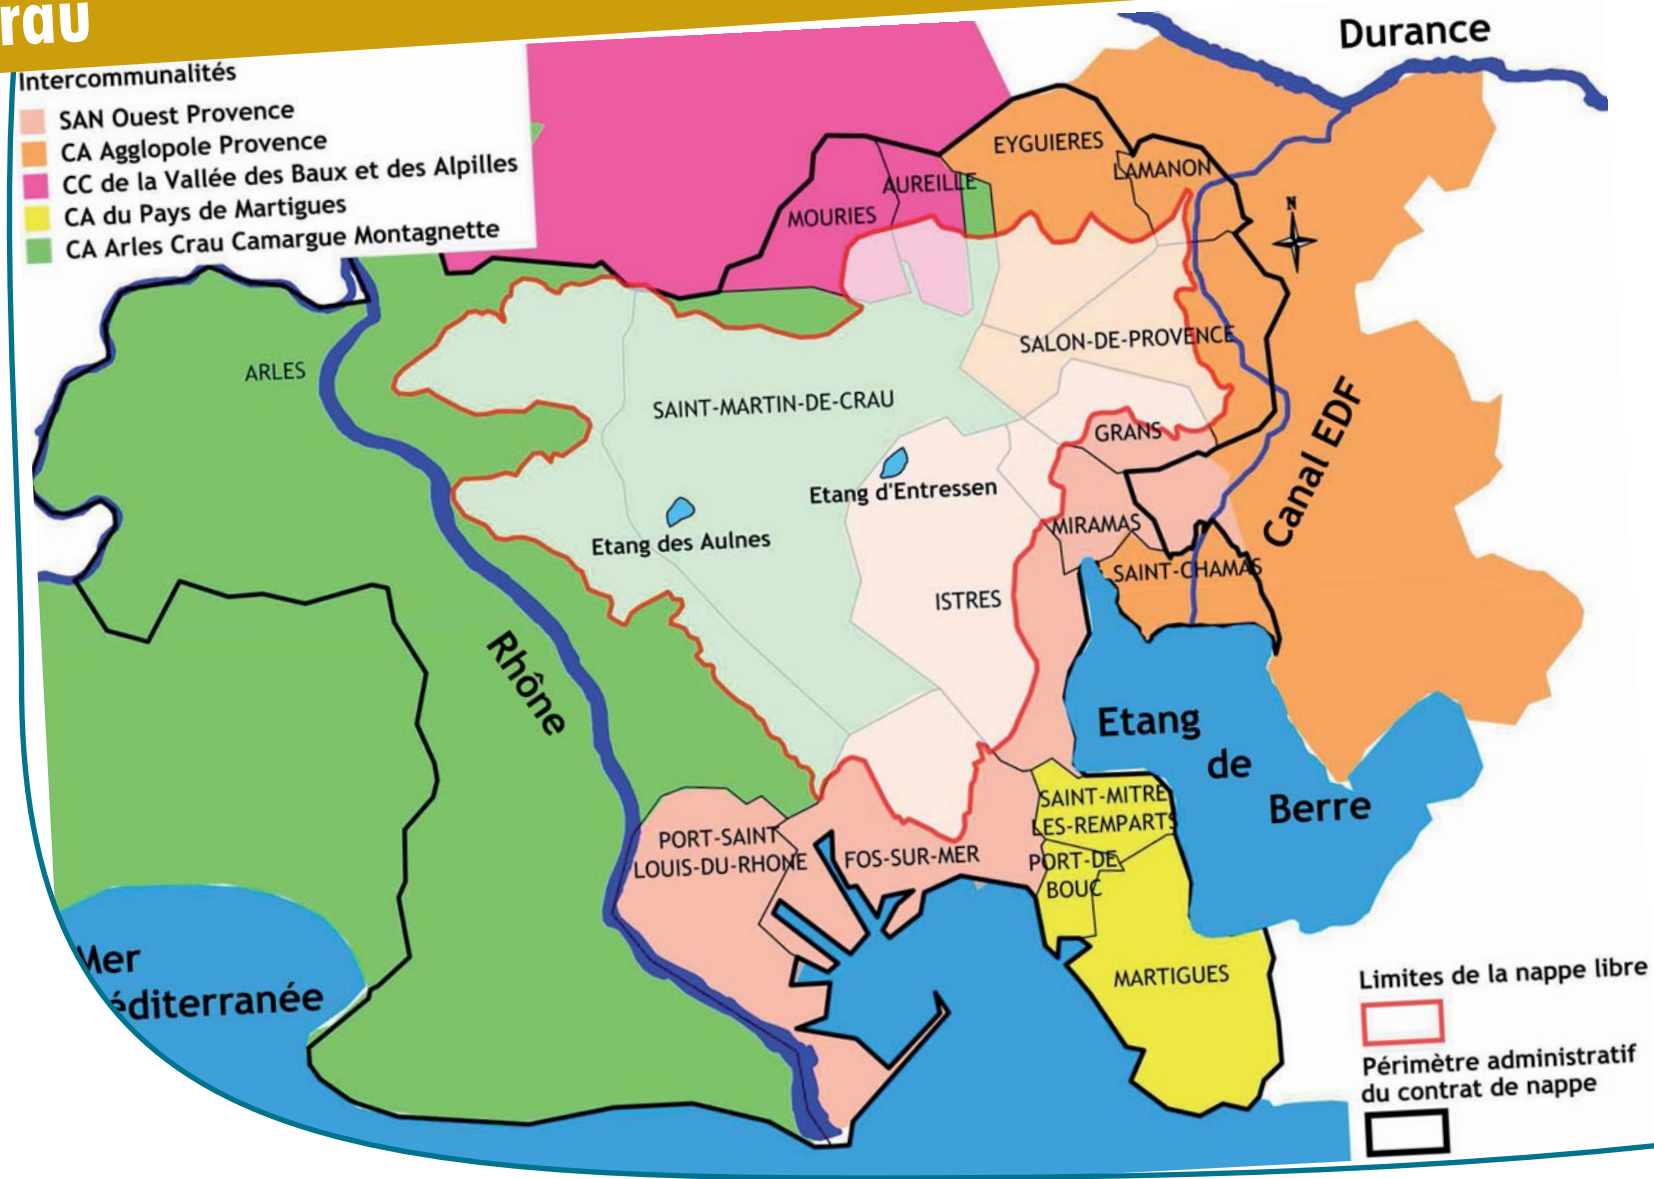 rau
Durance
Intercommunalités
SAN Ouest Provence
CA Agglopole Provence
CC de la Vallée des Baux et des Alpilles
CA du Pays de Martigues
CA Arles Crau Camargue Montagnette
EYGUIERES
LAMANON
AUREILLE
MOURIES
N
SALON-DE-PROVENCE
ARLES
SAINT-MARTIN-DE-CRAU
GRANS
Canal EDF
Etang d'Entressen
MIRAMAS
Etang des Aulnes
SAINT-CHAMAS
ISTRES
Rhône
Etang
de
Berre
SAINT-MITRE
LES-REMPARTS
PORT-SAINT
LOUIS-DU-RHONE
FOS-SUR-MER
PORT-DE
BOUC
Mer
éditerranée
MARTIGUES
Limites de la nappe libre
Périmètre administratif
du contrat de nappe